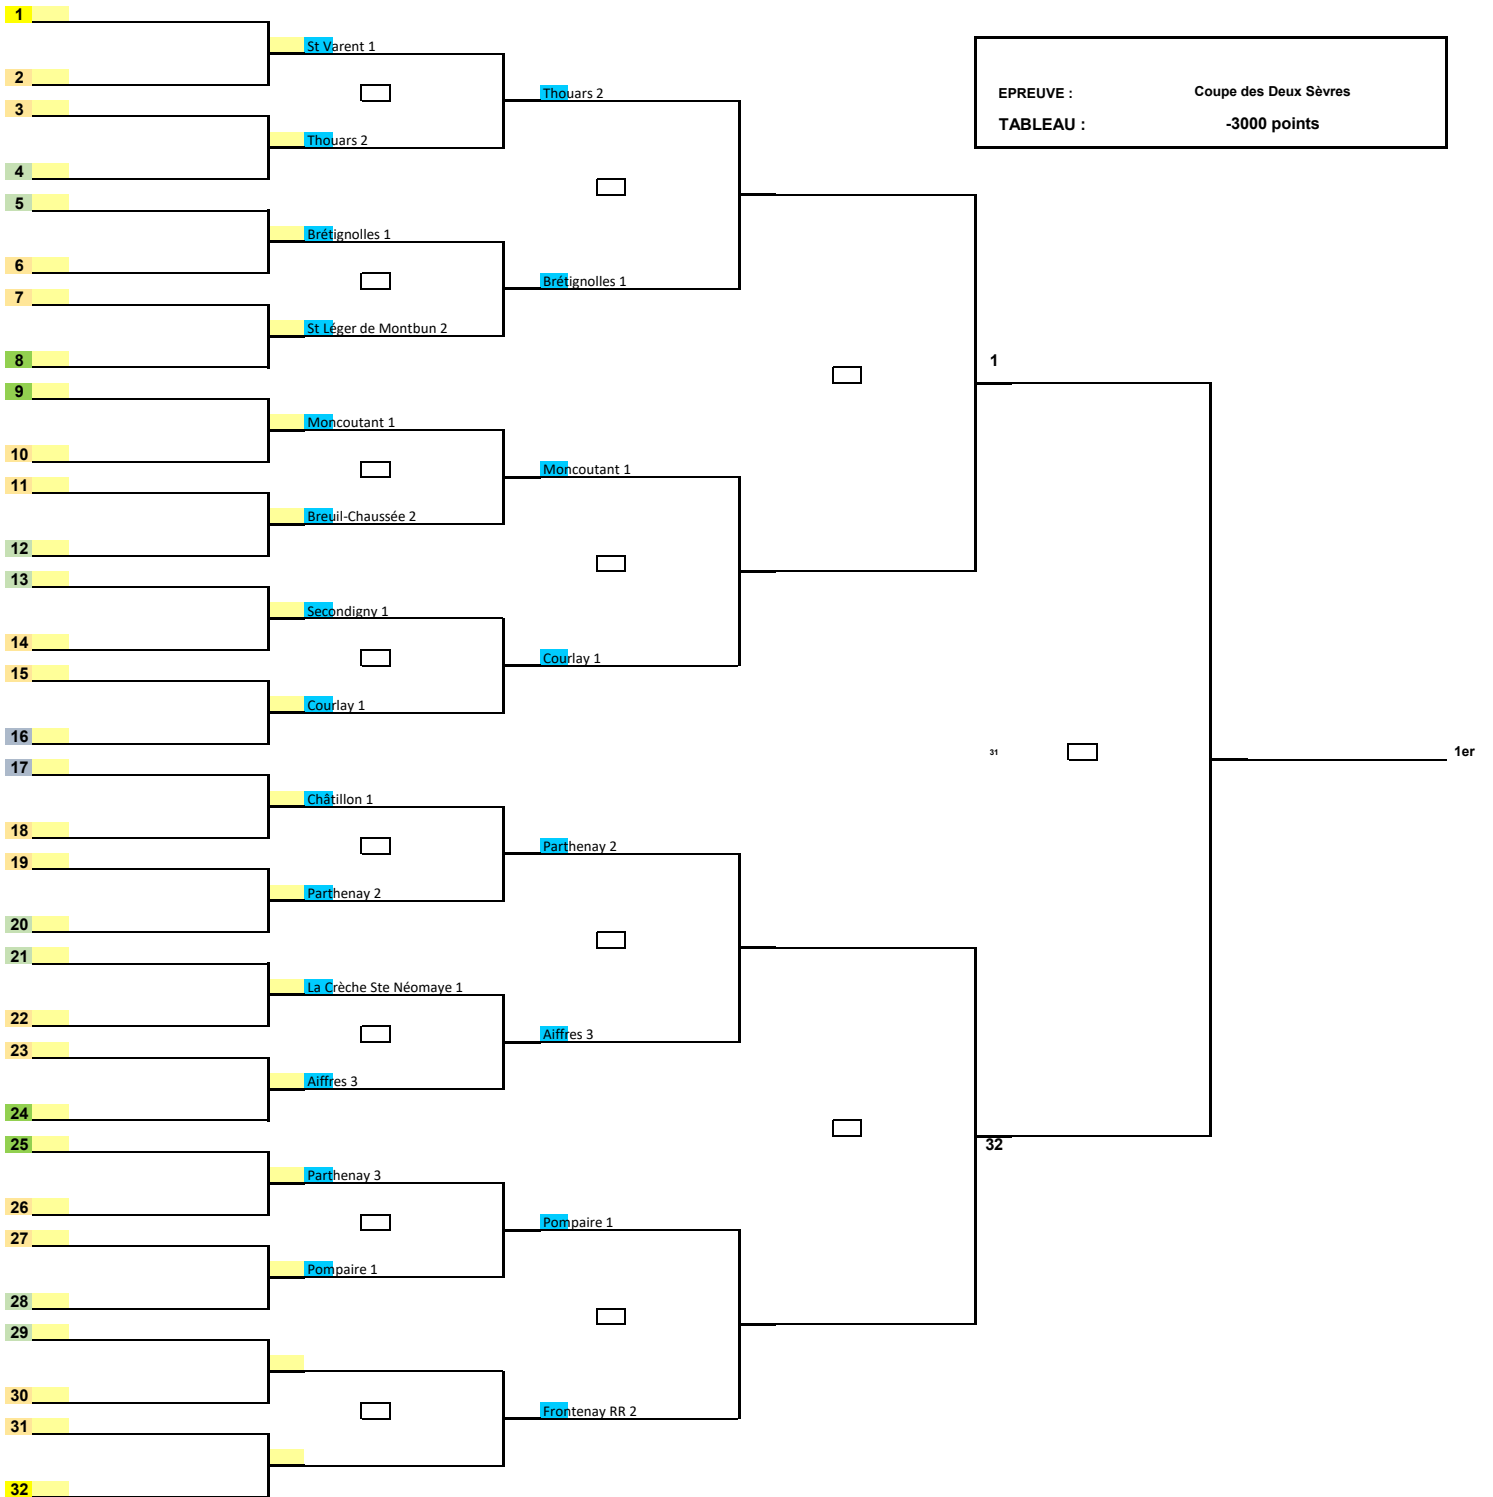 1
St Varent 1
2
EPREUVE : Coupe des Deux Sèvres
Thouars 2
3
TABLEAU : -3000 points
Thouars 2
4
5
Brétignolles 1
6
Brétignolles 1
7
St Léger de Montbun 2
8
1
9
Moncoutant 1
10
Moncoutant 1
11
Breuil-Chaussée 2
12
13
Secondigny 1
14
Courlay 1
15
Courlay 1
16
31
1er
17
Châtillon 1
18
Parthenay 2
19
Parthenay 2
20
21
La Crèche Ste Néomaye 1
22
Aiffres 3
23
Aiffres 3
24
25
32
Parthenay 3
26
Pompaire 1
27
Pompaire 1
28
29
30
Frontenay RR 2
31
32